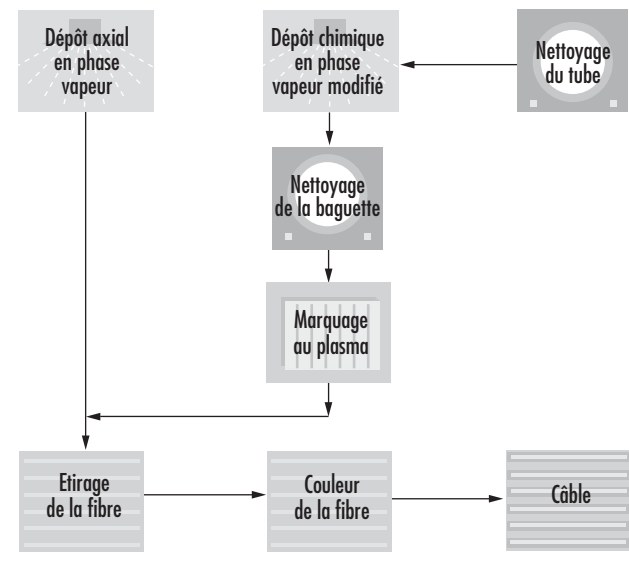 Dépôt axial
en phase
vapeur
Dépôt chimique
en phase
vapeur modifié
Nettoyage
du tube
Nettoyage
de la baguette
Marquage
au plasma
Etirage
de la fibre
Couleur
de la fibre
Câble